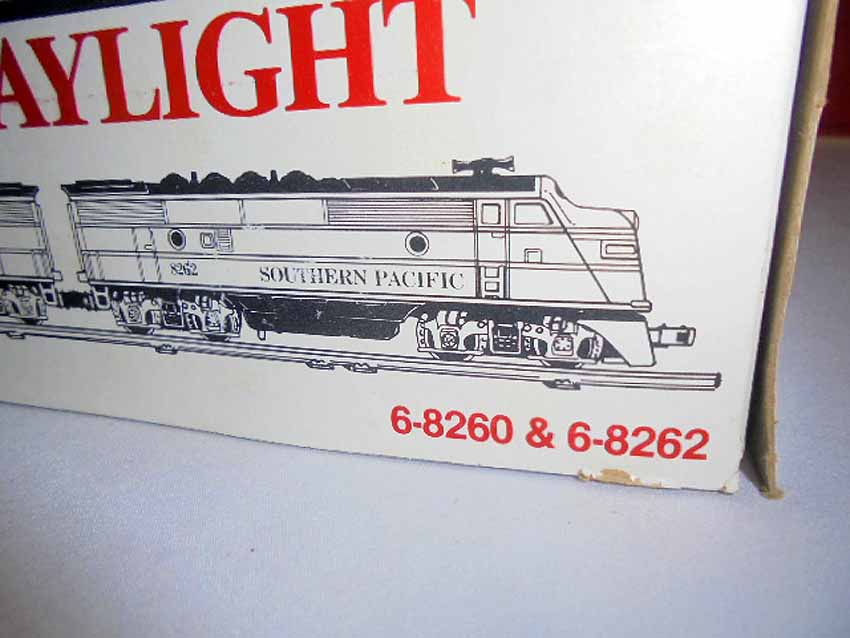 AYLIGHT
8262 SOUTHERN PACIFIC
6-8260 & 6-8262